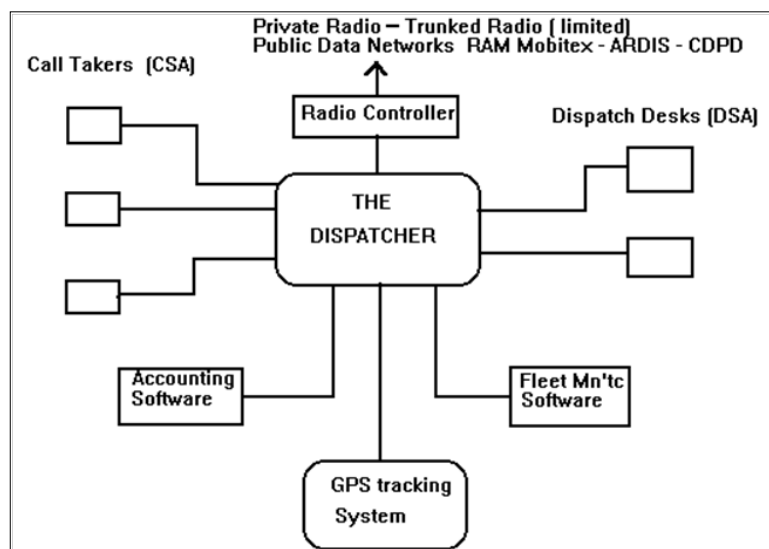 Private Radio – Trunked Radio ( limited)
Public Data Networks RAM Mobitex - ARDIS - CDPD
Call Takers (CSA)
Radio Controller
Dispatch Desks (DSA)
THE
DISPATCHER
Accounting
Software
Fleet Mn'tc
Software
GPS tracking
System